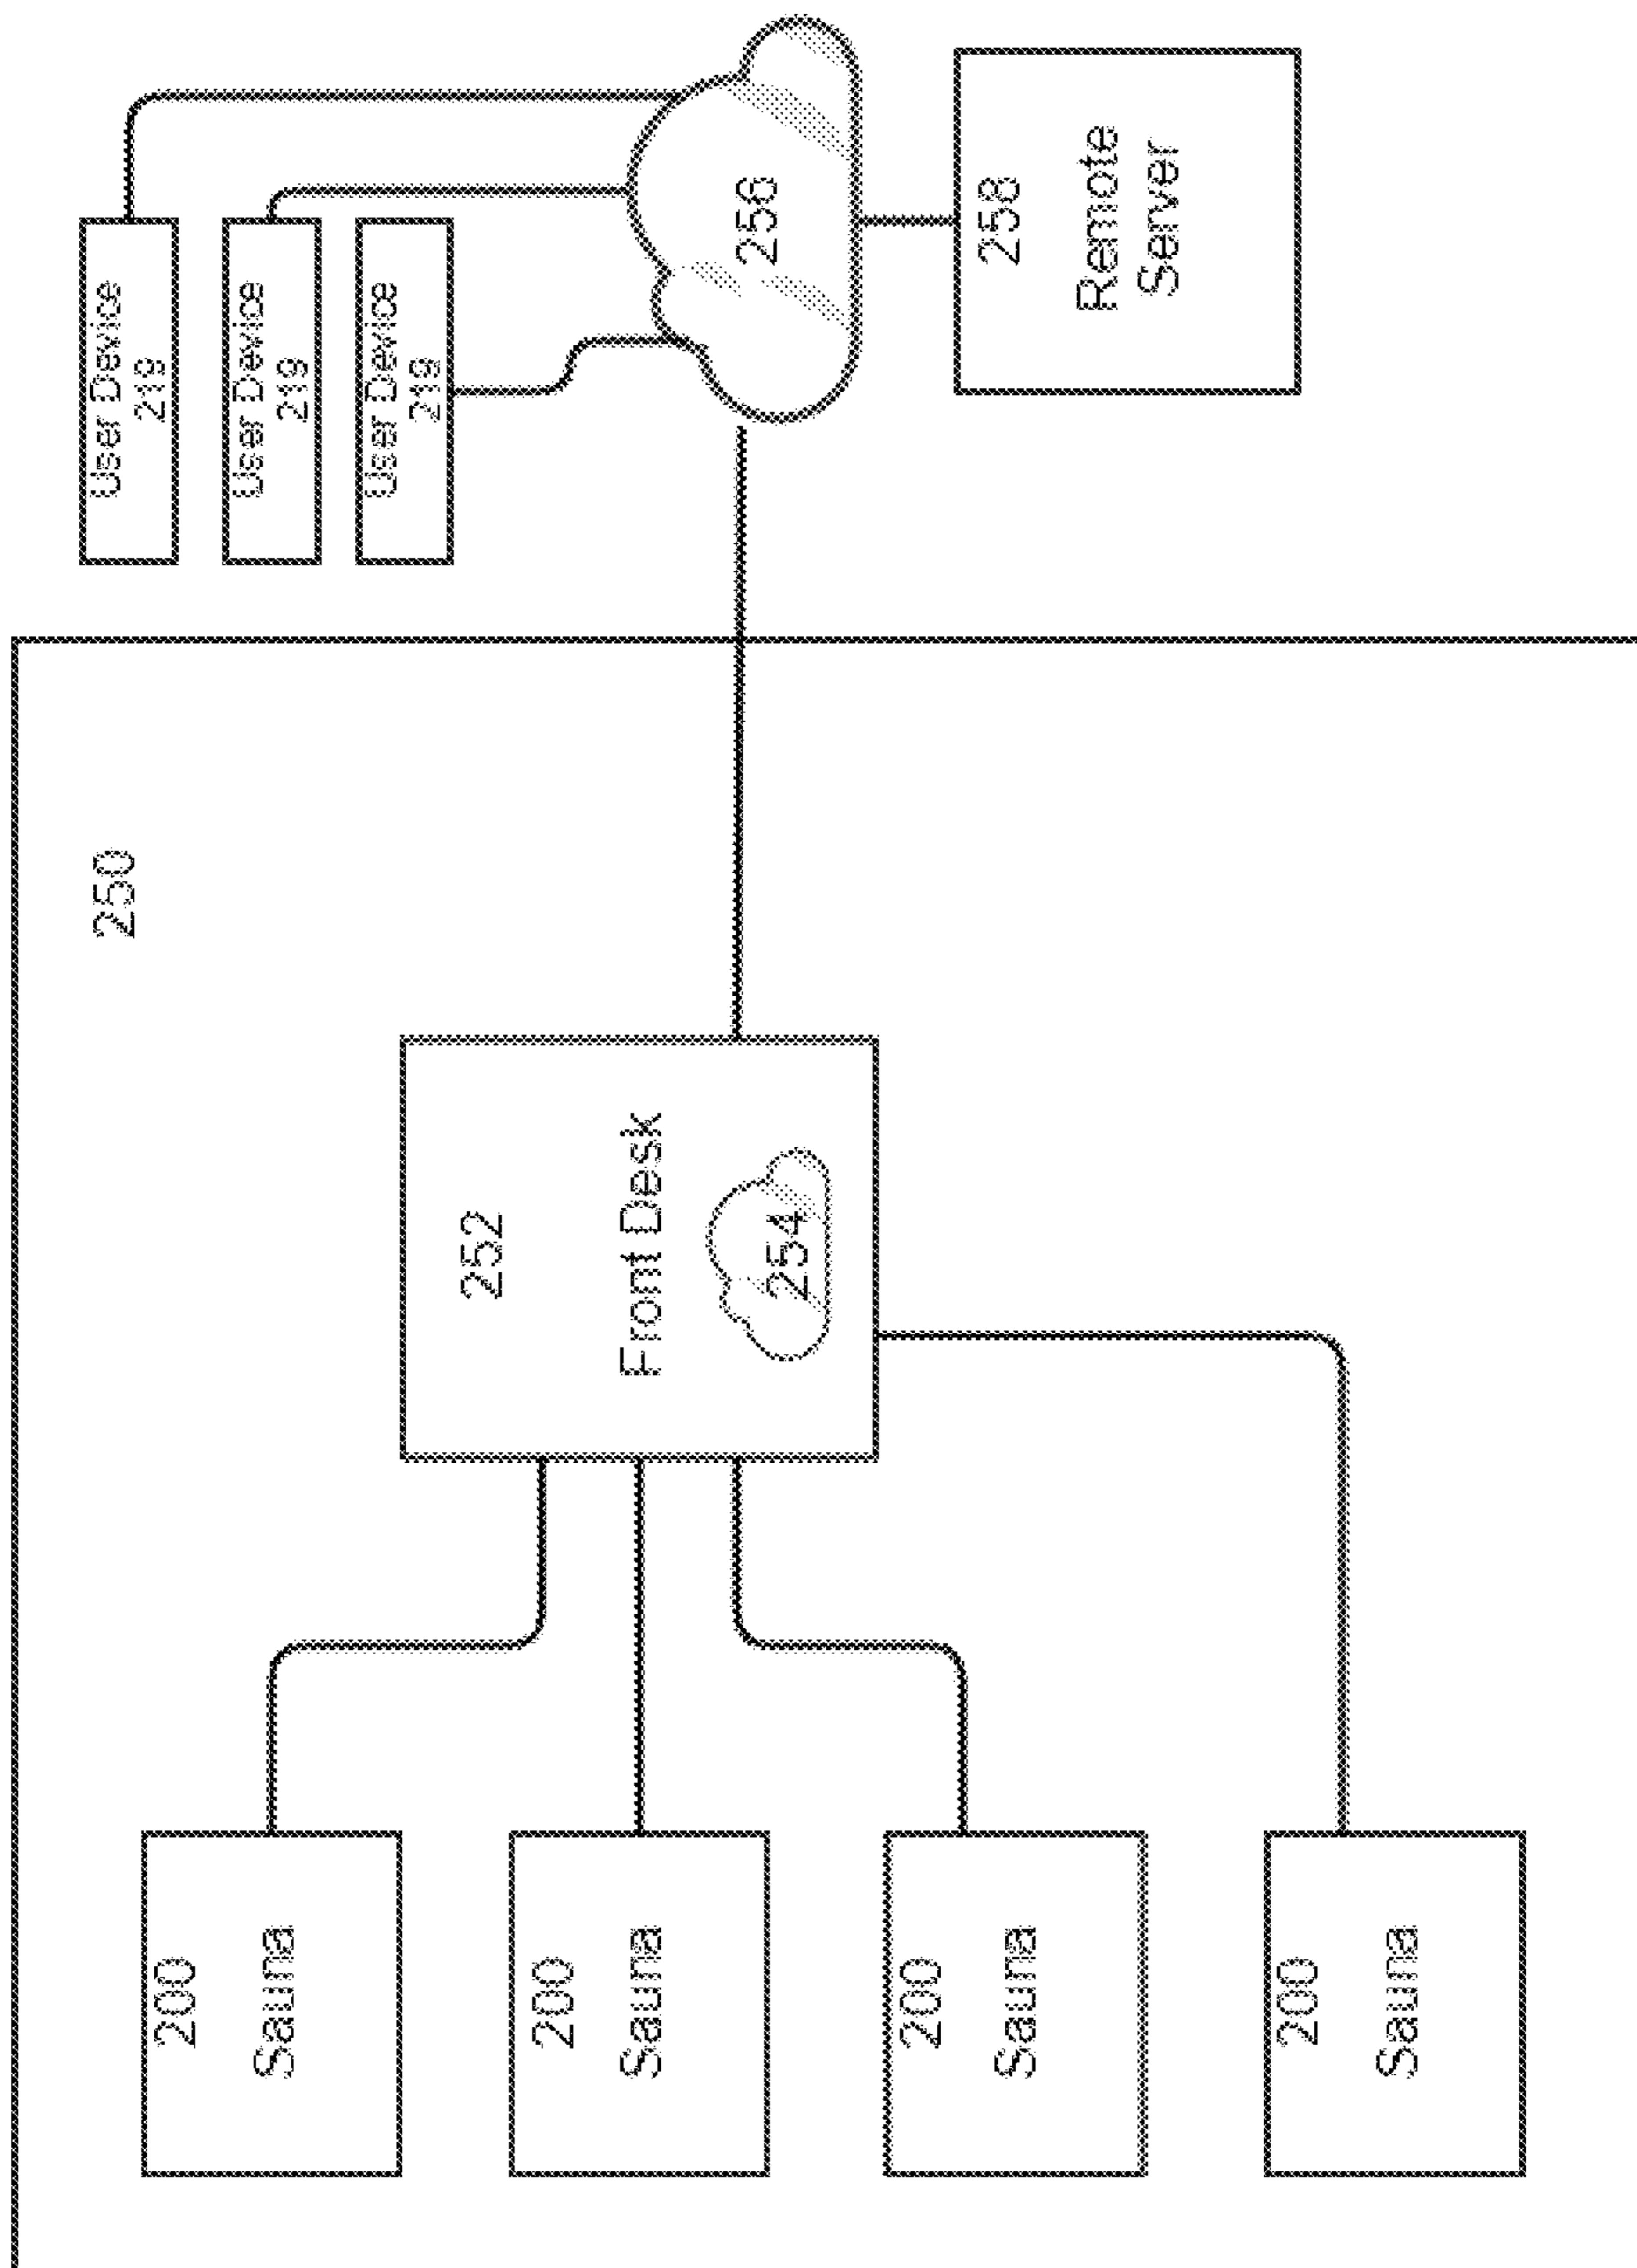 200
Sauna
200
Sauna
200
Sauna
200
Sauna
252
Front Desk
254
250
User Device
219
User Device
219
User Device
219
256
258
Remote
Server